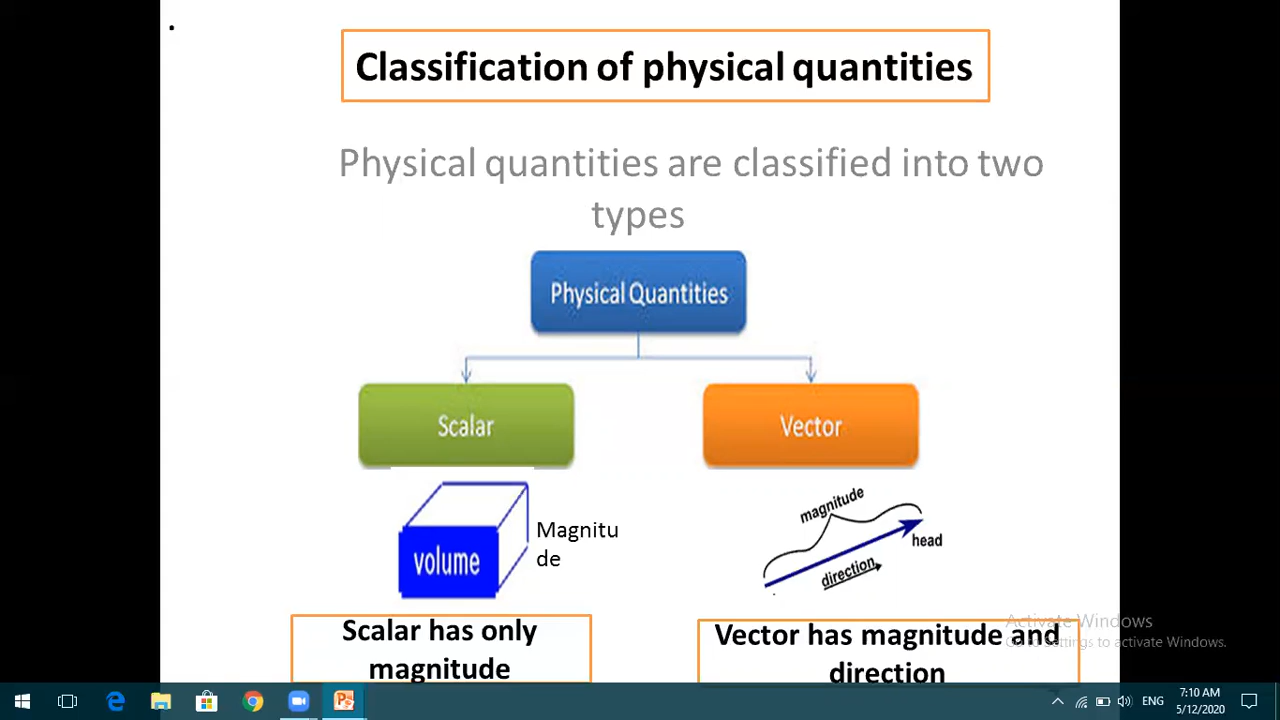 .
Classification of physical quantities
Physical quantities are classified into two
types
Physical Quantities
Scalar
Vector
volume
Magnitu
de
magnitude
head
direction
Scalar has only
magnitude
Vector has magnitude and
direction
Activate Windows
Go to Settings to activate Windows.
ENG
7:10 AM
5/12/2020